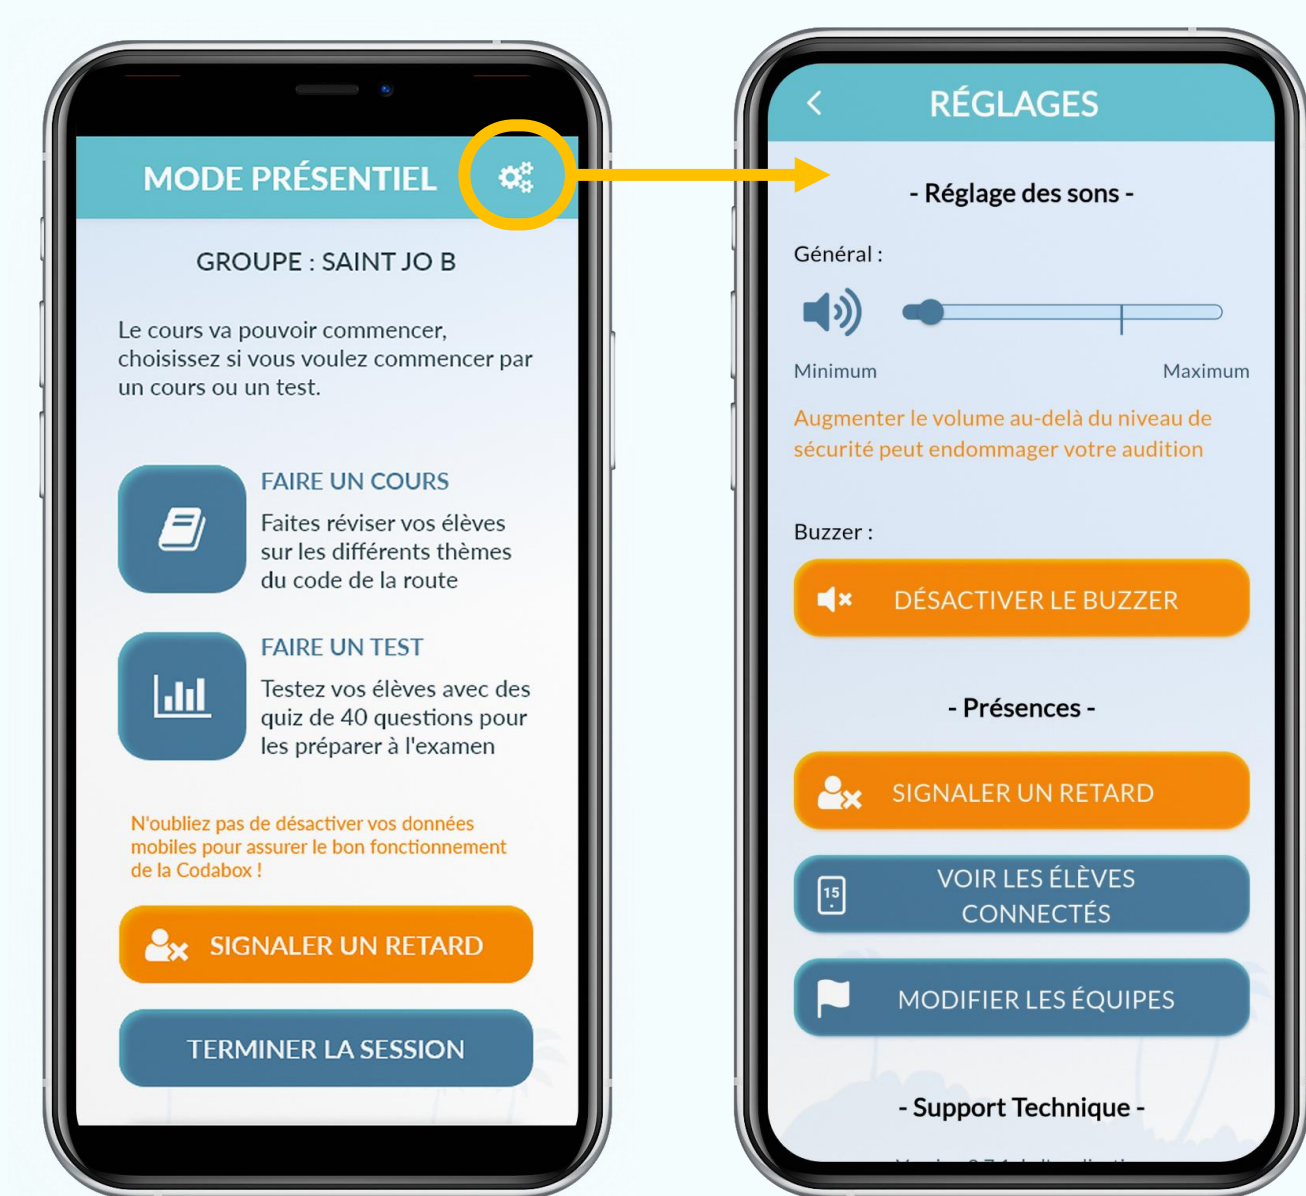 MODE PRÉSENTIEL
GROUPE : SAINT JO B
Le cours va pouvoir commencer,
choisissez si vous voulez commencer par
un cours ou un test.
FAIRE UN COURS
Faites réviser vos élèves
sur les différents thèmes
du code de la route
FAIRE UN TEST
Testez vos élèves avec des
quiz de 40 questions pour
les préparer à l'examen
N'oubliez pas de désactiver vos données
mobiles pour assurer le bon fonctionnement
de la Codabox !
SIGNALER UN RETARD
TERMINER LA SESSION
RÉGLAGES
- Réglage des sons -
Général :
Minimum Maximum
Augmenter le volume au-delà du niveau de
sécurité peut endommager votre audition
Buzzer :
DÉSACTIVER LE BUZZER
- Présences -
SIGNALER UN RETARD
15
VOIR LES ÉLÈVES
CONNECTÉS
MODIFIER LES ÉQUIPES
- Support Technique -